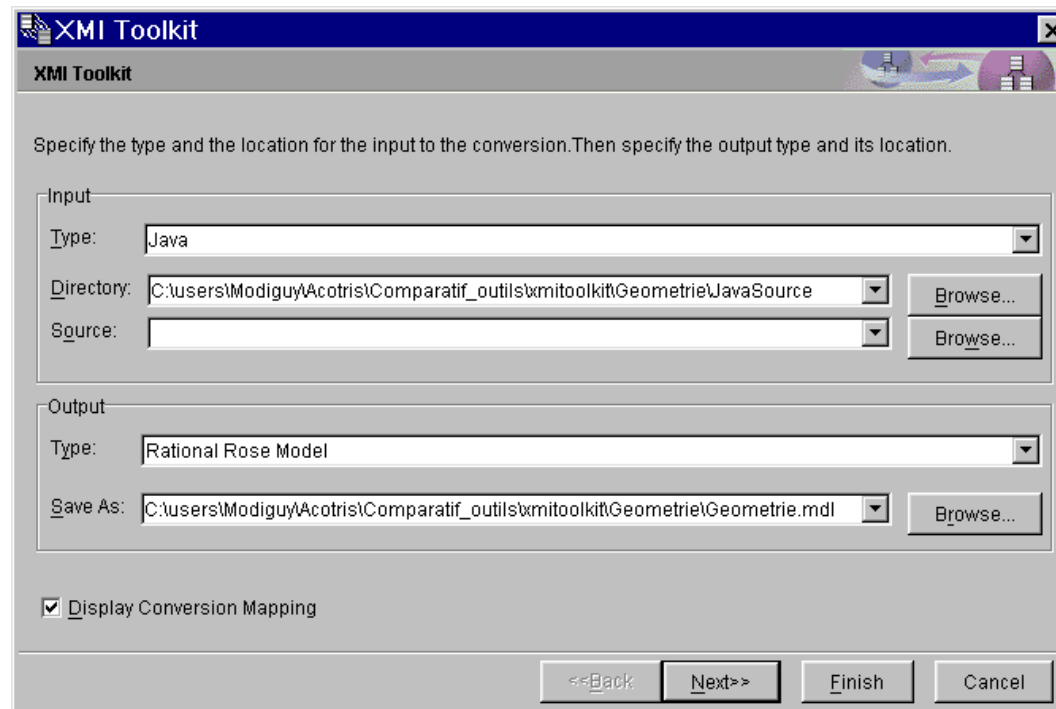 XMI Toolkit
XMI Toolkit
Specify the type and the location for the input to the conversion.Then specify the output type and its location.
Input
Type: Java
Directory: C:\users\Modiguy\Acotris\Comparatif_outils\xmitoolkit\Geometrie\JavaSource Browse...
Source: Browse...
Output
Type: Rational Rose Model
Save As: C:\users\Modiguy\Acotris\Comparatif_outils\xmitoolkit\Geometrie\Geometrie.mdl Browse...
Display Conversion Mapping
<<Back Next>> Finish Cancel